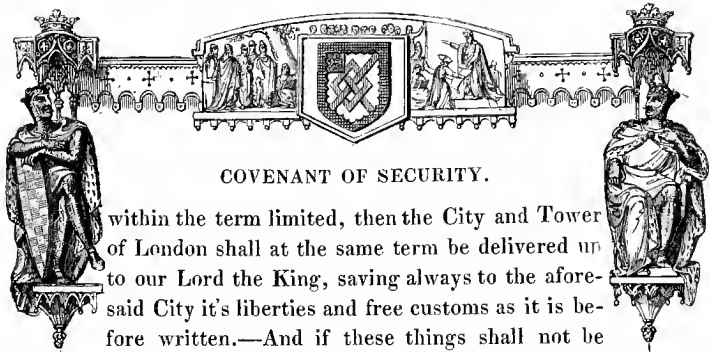 COVENANT OF SECURITY.
within the term limited, then the City and Tower
of London shall at the same term be delivered up
to our Lord the King, saving always to the afore-
said City it's liberties and free customs as it is be-
fore written.—And if these things shall not be